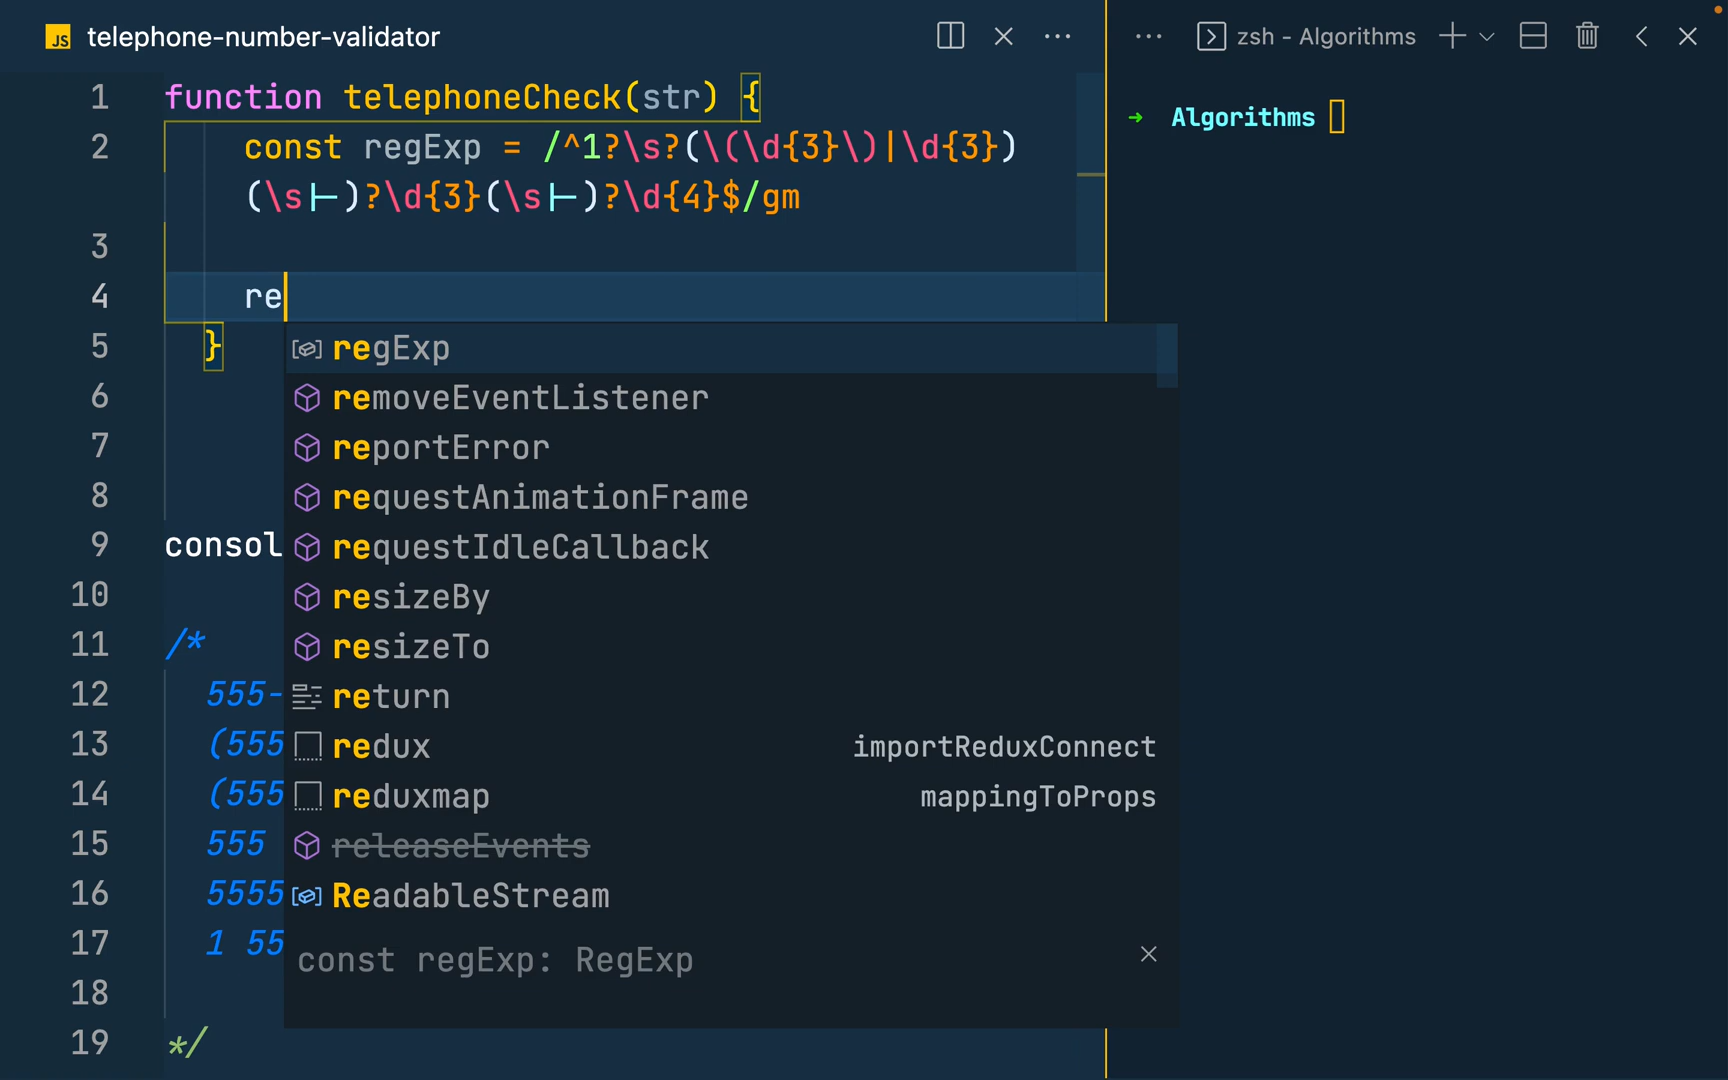 JS telephone-number-validator
zsh - Algorithms
1 function telephoneCheck(str) {
2 const regExp = /^1?\s?(\(\d{3}\)|\d{3})
(\s|-)?\d{3}(\s|-)?\d{4}$/gm
3
4 re
5 }
6
7
8
9 consol
10
11 /*
12 555-
13 (555
14 (555
15 555
16 5555
17 1 55
18
19 */
➜ Algorithms
regExp
removeEventListener
reportError
requestAnimationFrame
requestIdleCallback
resizeBy
resizeTo
return
redux importReduxConnect
reduxmap mappingToProps
releaseEvents
ReadableStream
const regExp: RegExp